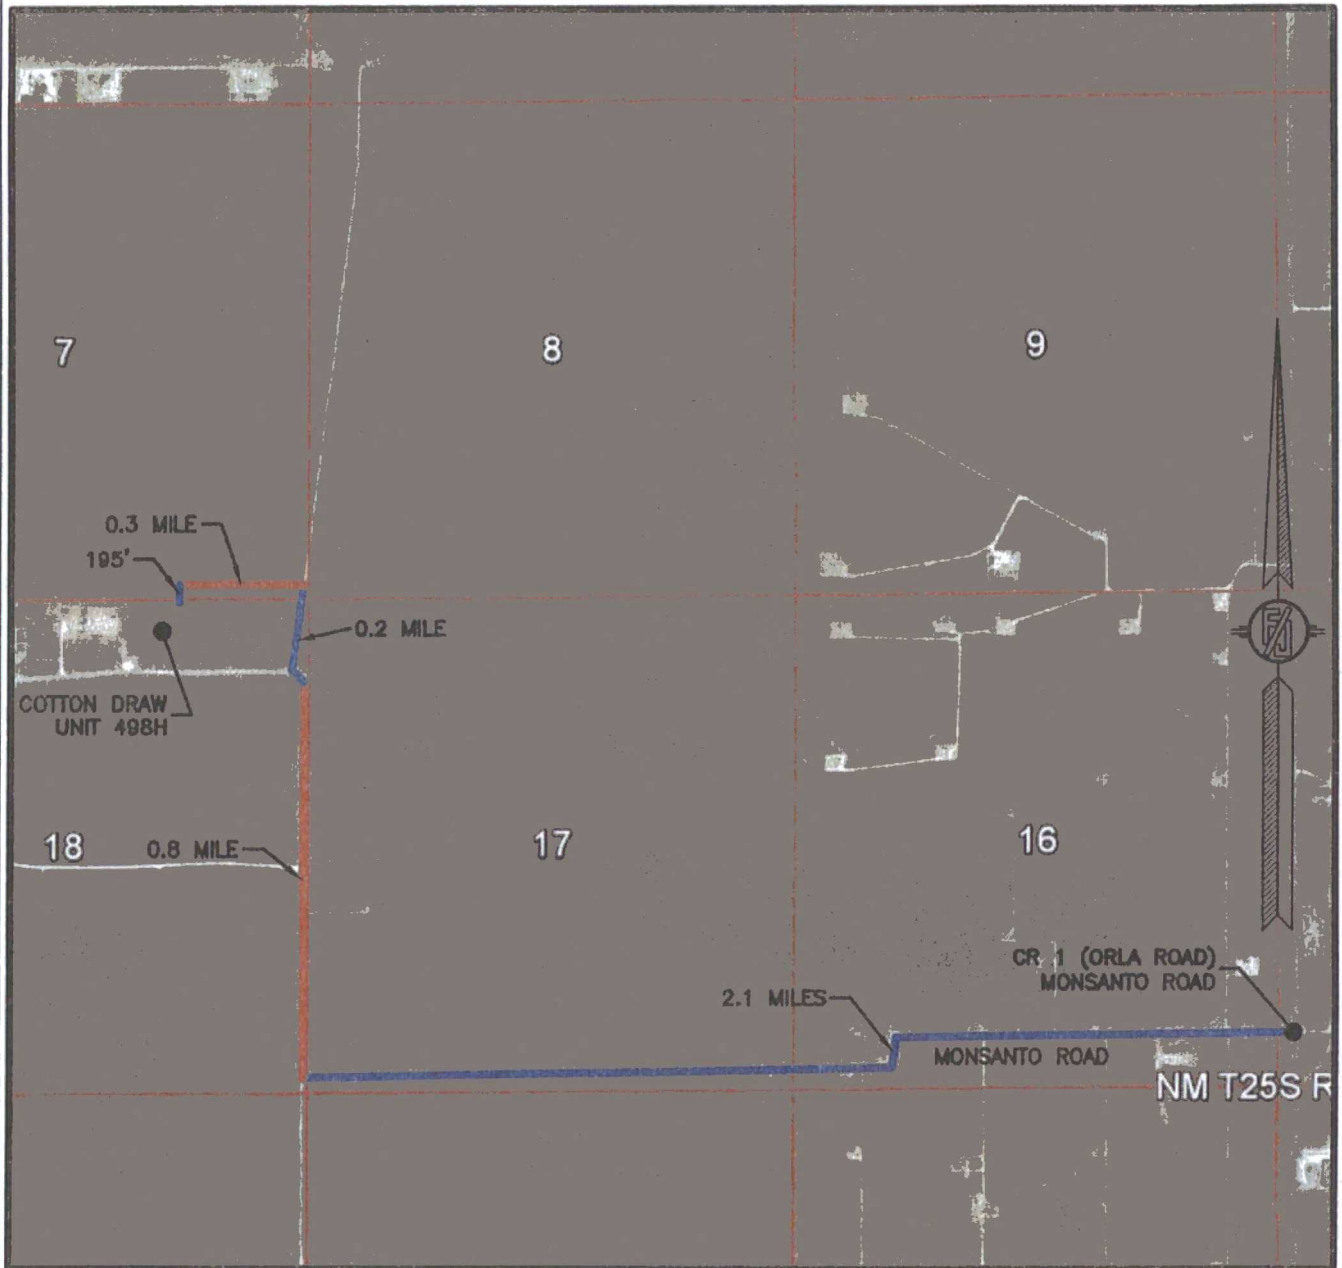 7
8
9
0.3 MILE
195'
0.2 MILE
COTTON DRAW
UNIT 498H
18
0.8 MILE
17
16
CR 1 (ORLA ROAD)
MONSANTO ROAD
2.1 MILES
MONSANTO ROAD
NM T25S R